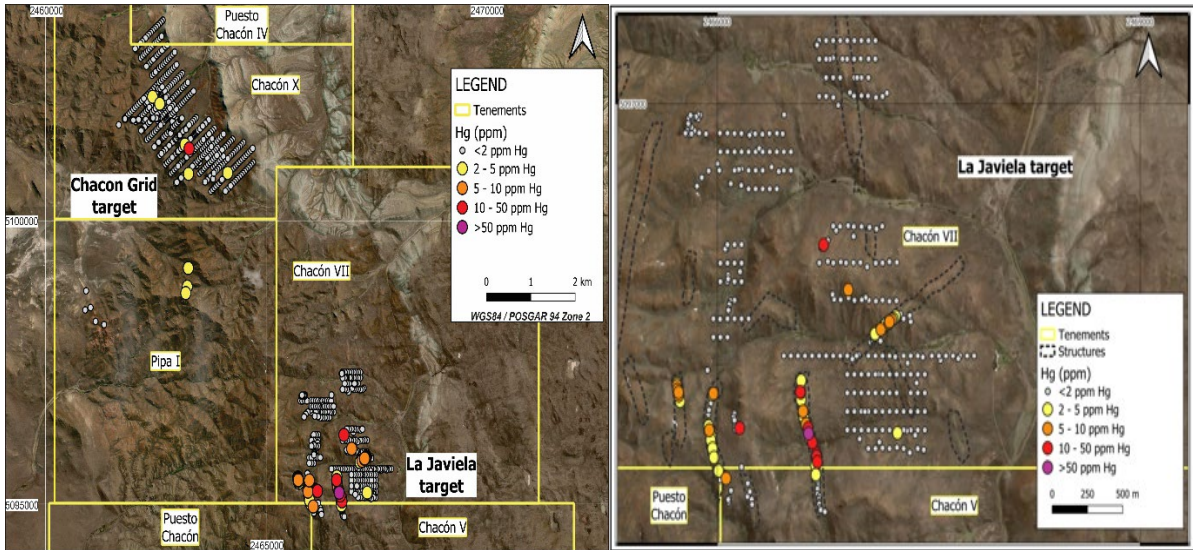 2460000
2470000
Puesto
Chacón IV
Chacón X
LEGEND
Tenements
Hg (ppm)
<2 ppm Hg
2 - 5 ppm Hg
5 - 10 ppm Hg
10 - 50 ppm Hg
>50 ppm Hg
0 1 2 km
WGS84 / POSGAR 94 Zone 2
Chacon Grid
target
5100000
Chacón VII
Pipa I
La Javiela
target
5095000
Puesto
Chacón
Chacón V
2465000
2466000
2469000
5097000
La Javiela target
Chacón VII
LEGEND
Tenements
Structures
Hg (ppm)
<2 ppm Hg
2 - 5 ppm Hg
5 - 10 ppm Hg
10 - 50 ppm Hg
>50 ppm Hg
0 250 500 m
Puesto
Chacón
Chacón V